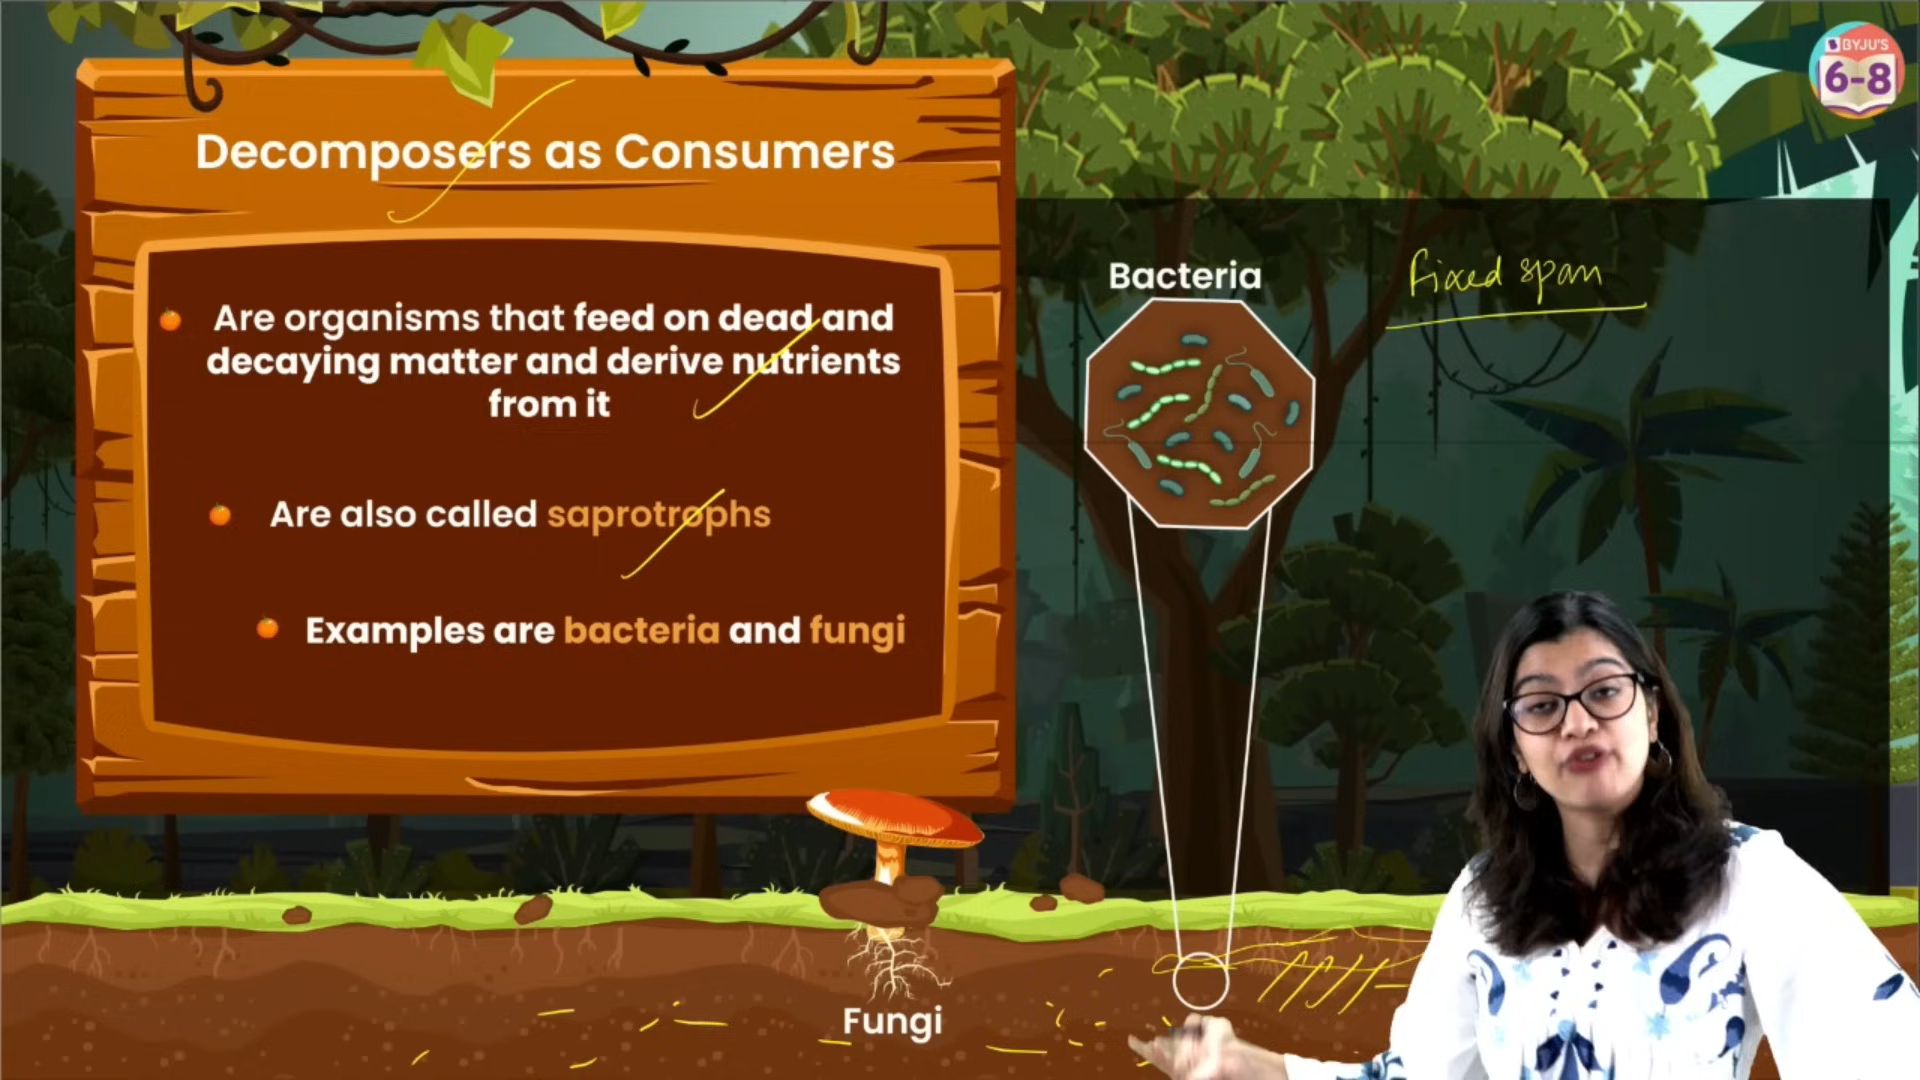 BYJU'S
6-8
Decomposers as Consumers
Are organisms that feed on dead and
decaying matter and derive nutrients
from it
Are also called saprotrophs
Examples are bacteria and fungi
Bacteria
Fixed span
Fungi